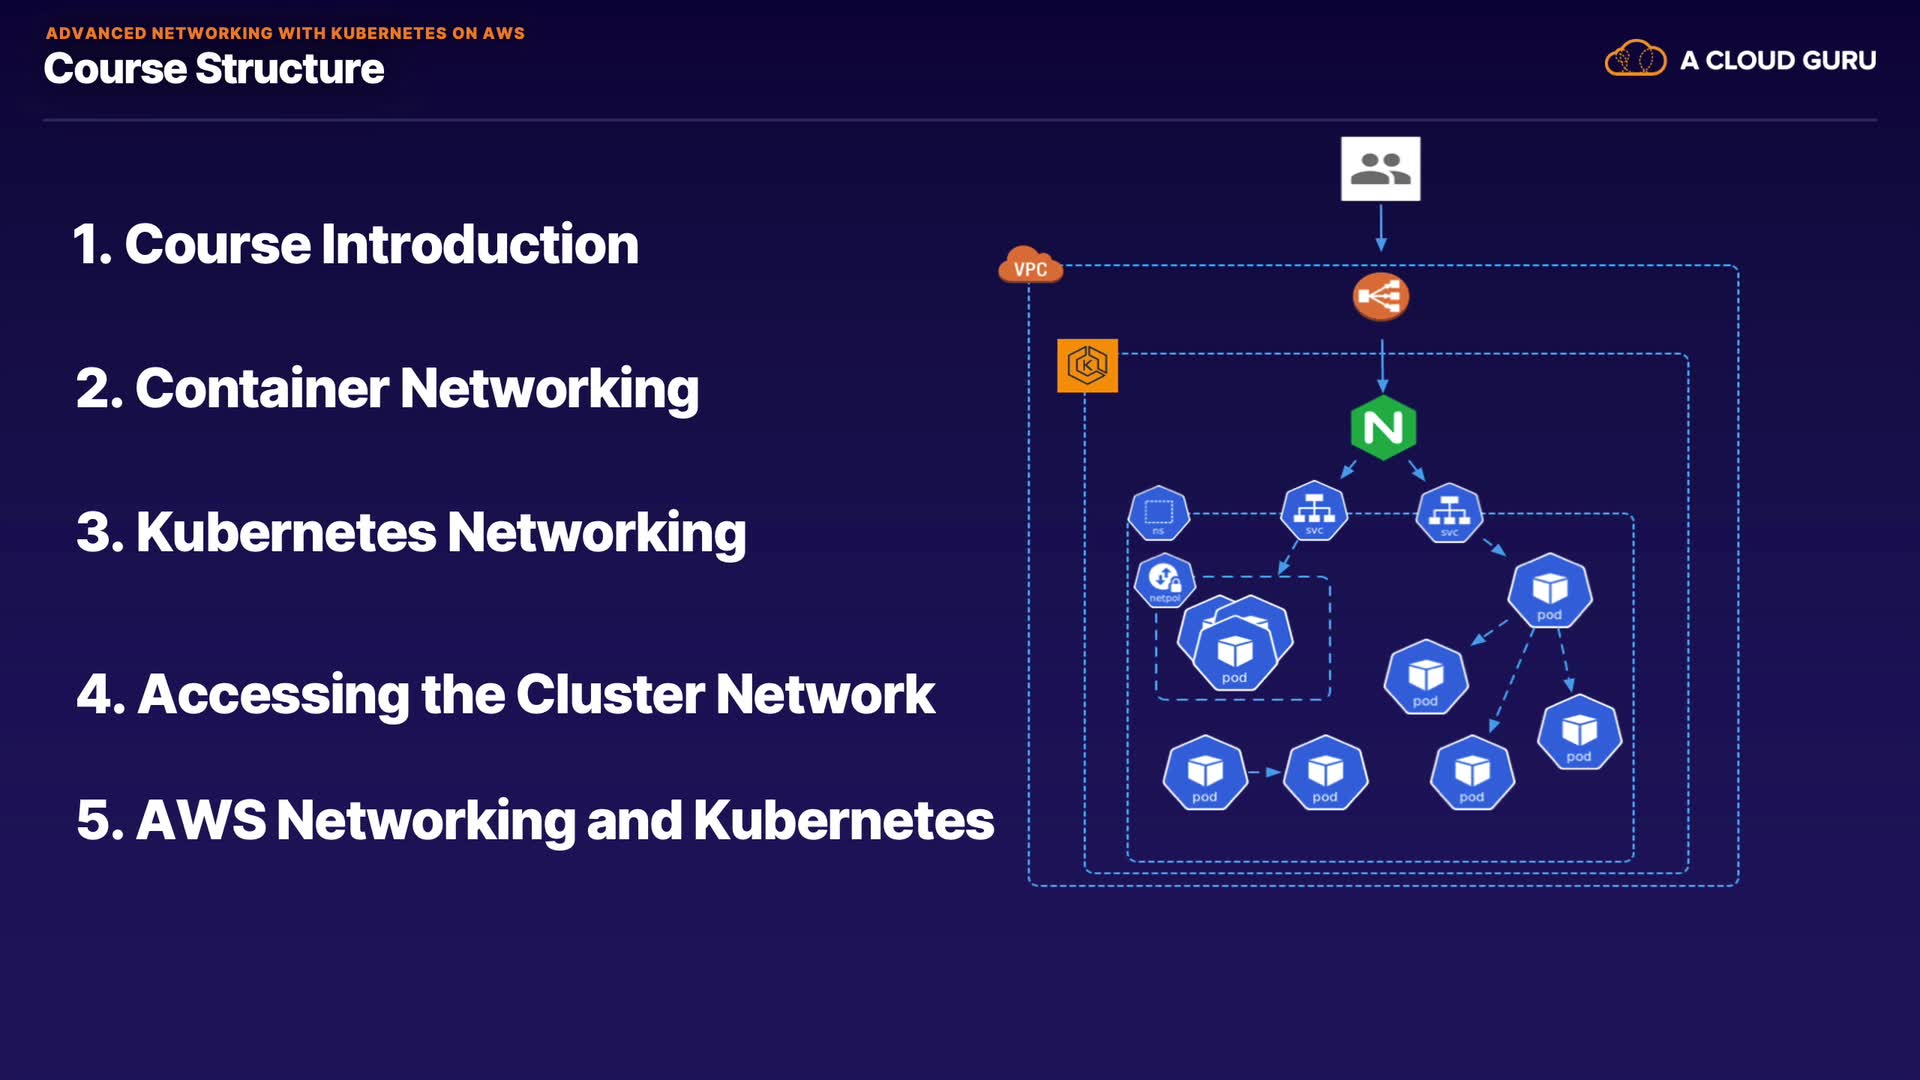 ADVANCED NETWORKING WITH KUBERNETES ON AWS
Course Structure
A CLOUD GURU
1. Course Introduction
2. Container Networking
3. Kubernetes Networking
4. Accessing the Cluster Network
5. AWS Networking and Kubernetes
VPC
K
N
ns
svc
svc
netpol
pod
pod
pod
pod
pod
pod
pod